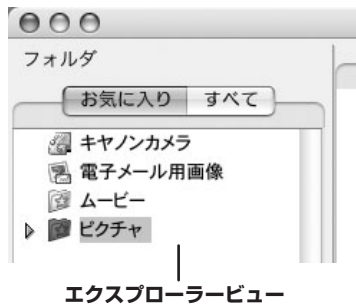 フォルダ
お気に入り すべて
キヤノンカメラ
電子メール用画像
ムービー
ピクチャ
エクスプローラービュー